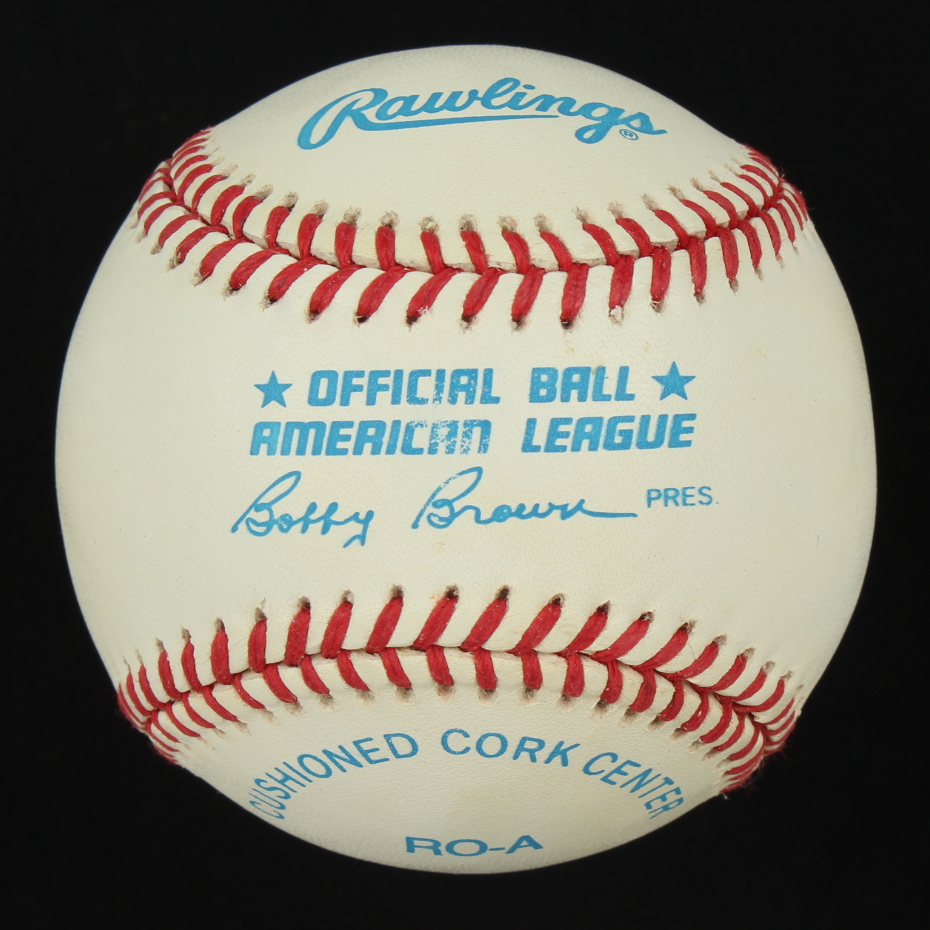 Rawlings®
★ OFFICIAL BALL ★
AMERICAN LEAGUE
Bobby Brown PRES.
CUSHIONED CORK CENTER
RO-A